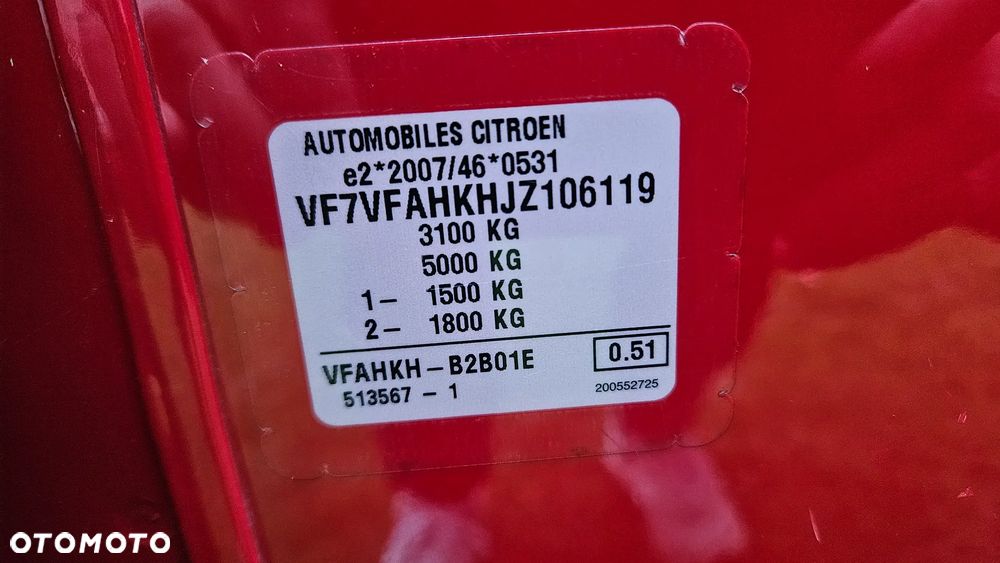 AUTOMOBILES CITROEN
e2*2007/46*0531
VF7VFAHKHJZ106119
3100 KG
5000 KG
1- 1500 KG
2- 1800 KG
VFAHKH-B2B01E 0.51
513567 - 1 200552725
OTOMOTO